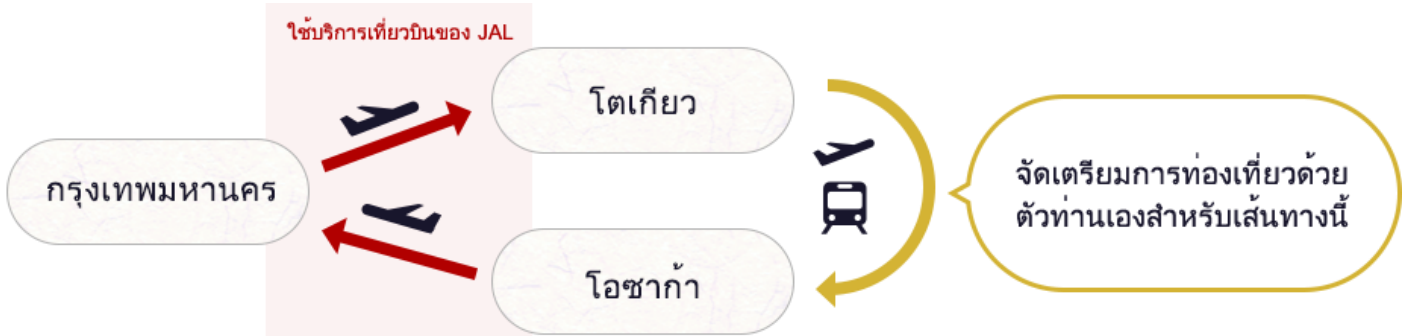 ใช้บริการเที่ยวบินของ JAL
โตเกียว
กรุงเทพมหานคร
โอซาก้า
จัดเตรียมการท่องเที่ยวด้วย
ตัวท่านเองสำหรับเส้นทางนี้